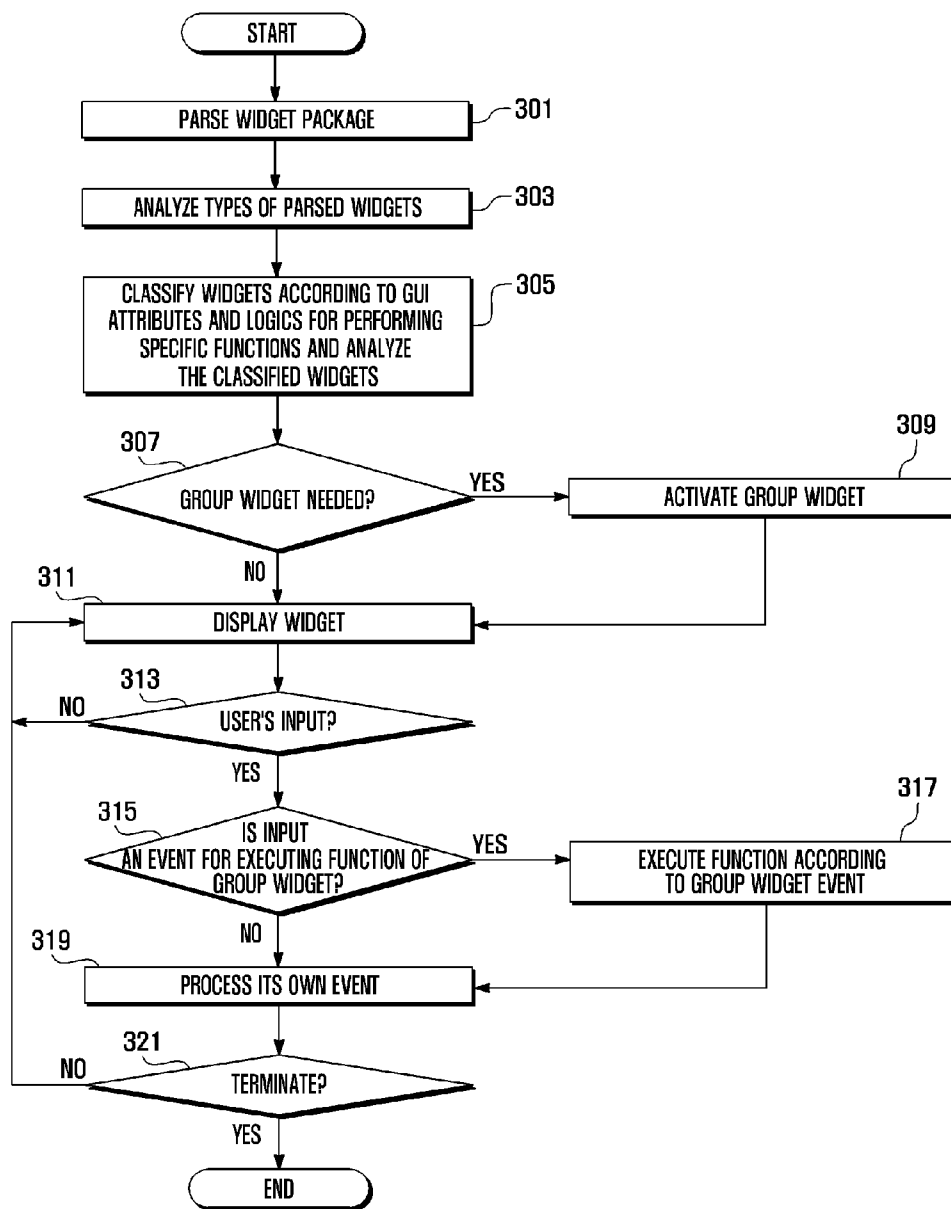 START
PARSE WIDGET PACKAGE
301
ANALYZE TYPES OF PARSED WIDGETS
303
CLASSIFY WIDGETS ACCORDING TO GUI
ATTRIBUTES AND LOGICS FOR PERFORMING
SPECIFIC FUNCTIONS AND ANALYZE
THE CLASSIFIED WIDGETS
305
307
GROUP WIDGET NEEDED?
YES
309
ACTIVATE GROUP WIDGET
NO
311
DISPLAY WIDGET
313
NO
USER'S INPUT?
YES
315
IS INPUT
AN EVENT FOR EXECUTING FUNCTION OF
GROUP WIDGET?
YES
317
EXECUTE FUNCTION ACCORDING
TO GROUP WIDGET EVENT
NO
319
PROCESS ITS OWN EVENT
321
NO
TERMINATE?
YES
END